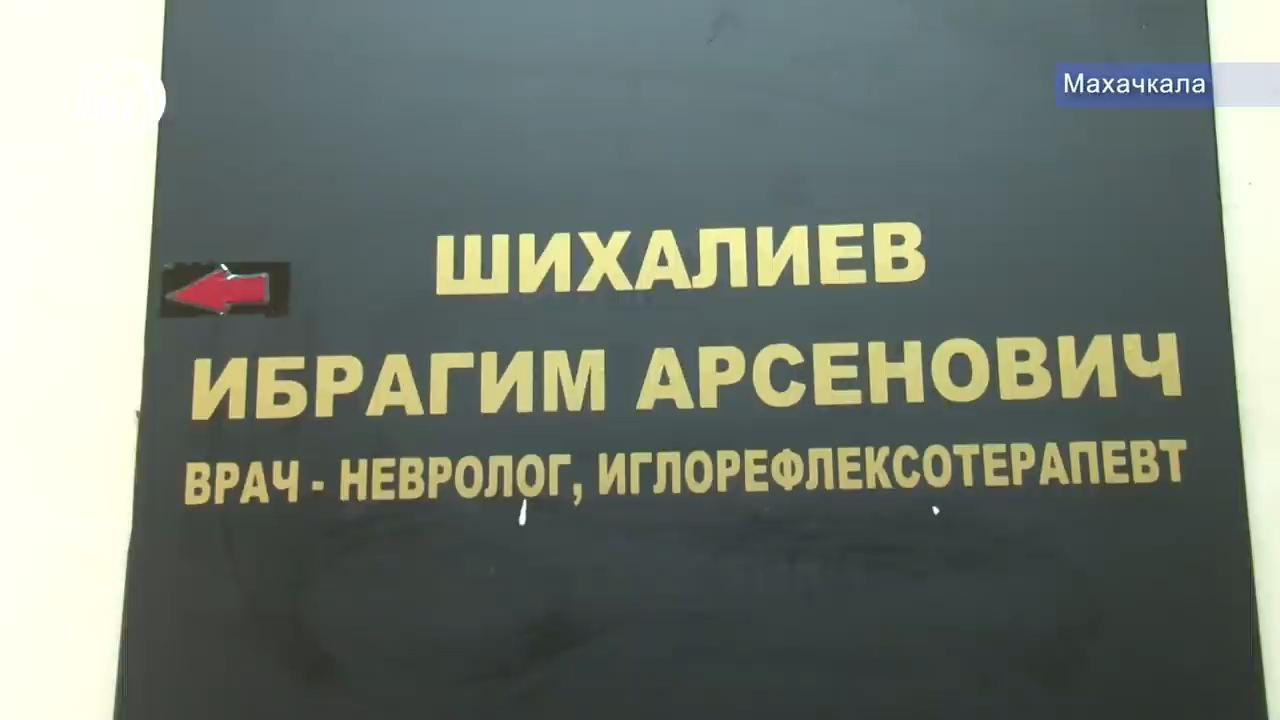 Махачкала
ШИХАЛИЕВ
ИБРАГИМ АРСЕНОВИЧ
ВРАЧ - НЕВРОЛОГ, ИГЛОРЕФЛЕКСОТЕРАПЕВТ